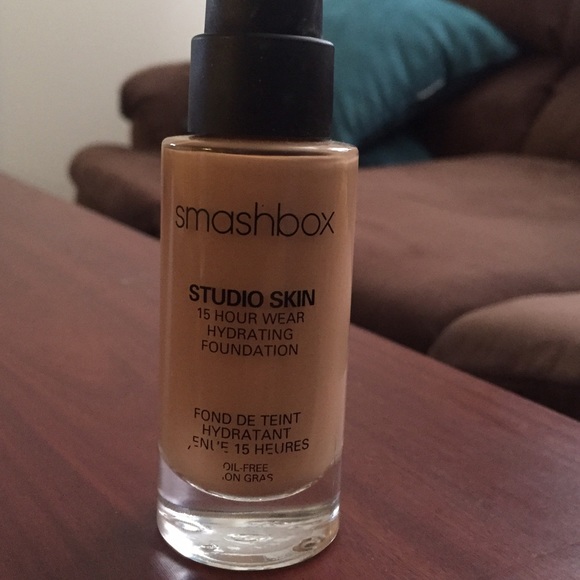 smashbox
STUDIO SKIN
15 HOUR WEAR
HYDRATING
FOUNDATION
FOND DE TEINT
HYDRATANT
15 HEURES
OIL-FREE
GRAS